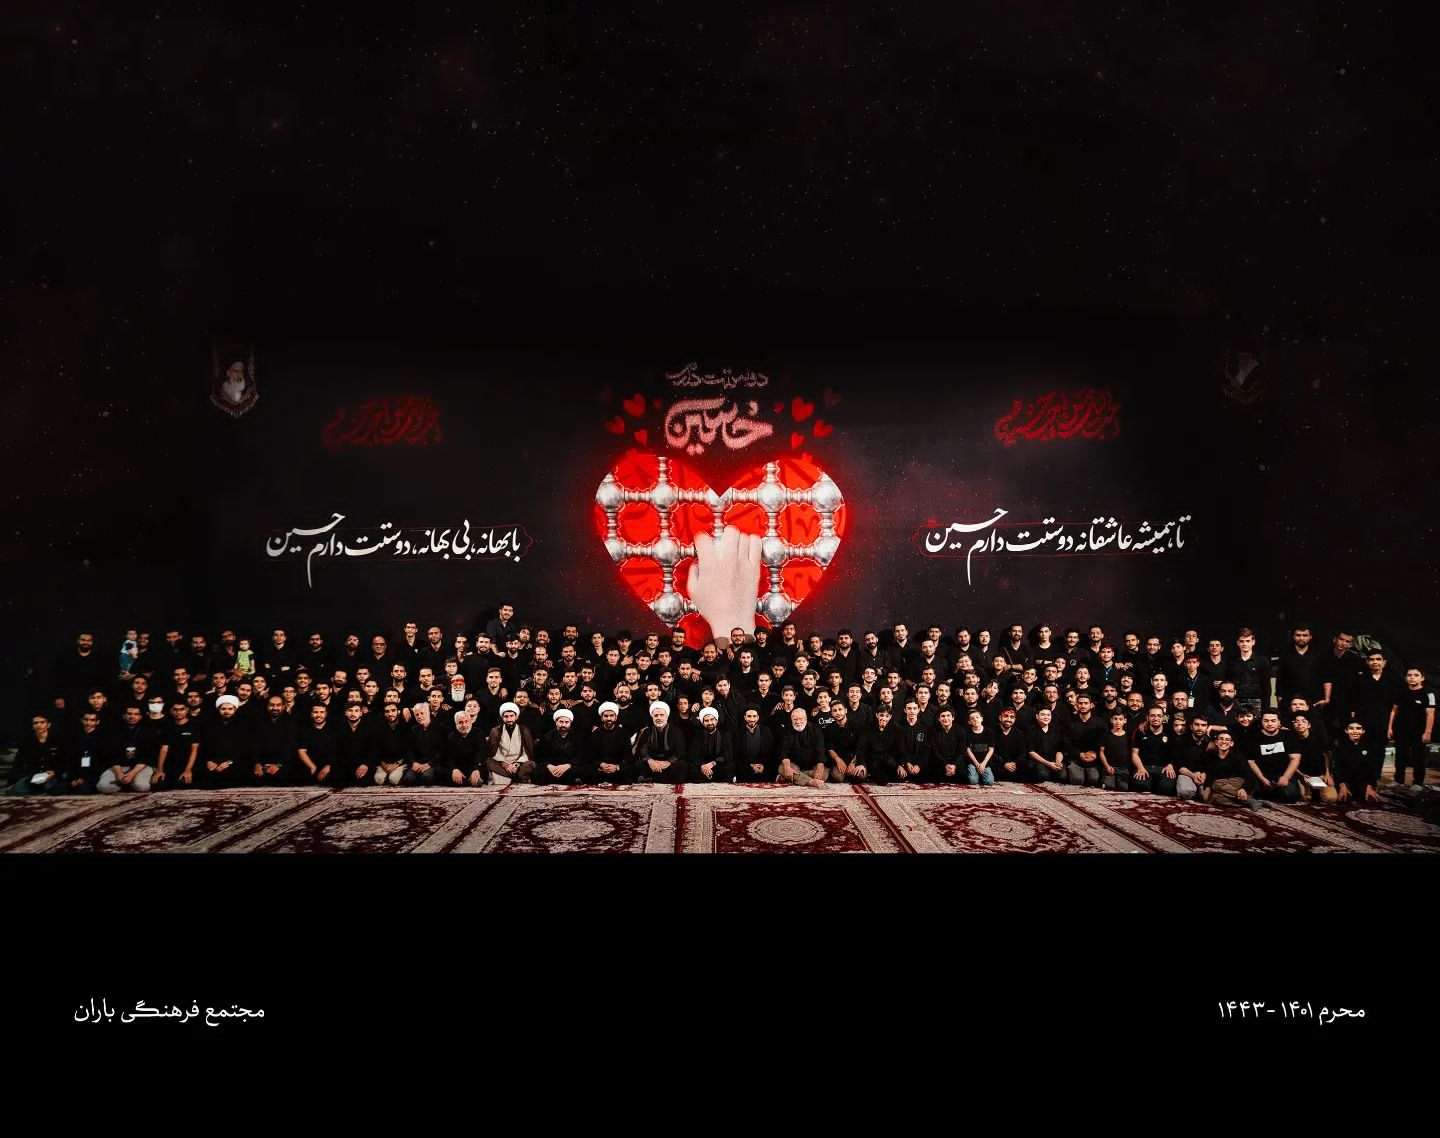 دوستت دارم
حسین
تا همیشه عاشقانه دوستت دارم حسین
با بهانه، بی بهانه، دوستت دارم حسین
محرم ۱۴۰۱ - ۱۴۴۳
مجتمع فرهنگی باران